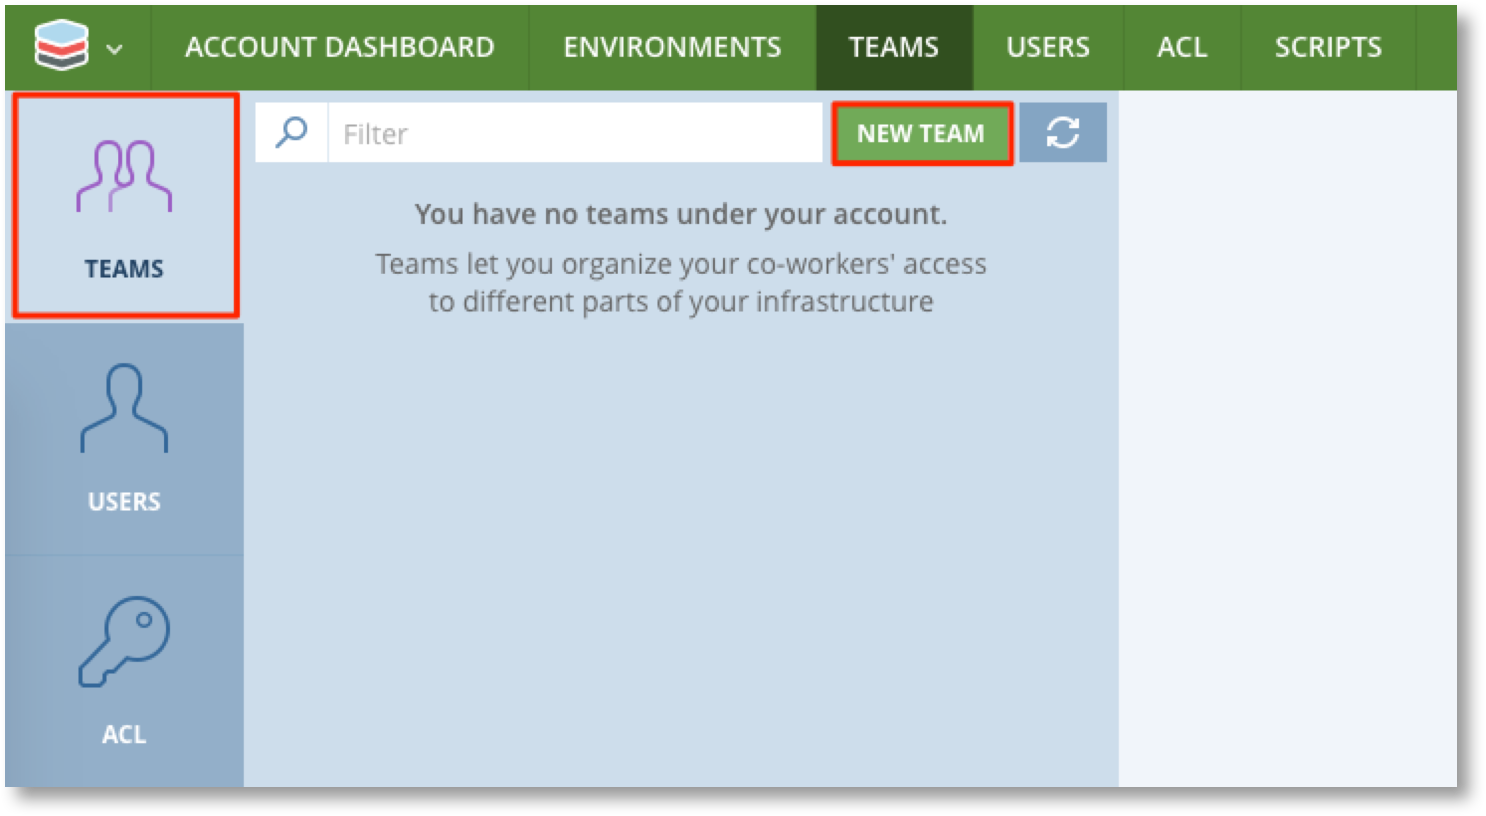 ACCOUNT DASHBOARD ENVIRONMENTS TEAMS USERS ACL SCRIPTS
TEAMS
Filter
NEW TEAM
You have no teams under your account.
Teams let you organize your co-workers' access
to different parts of your infrastructure
USERS
ACL